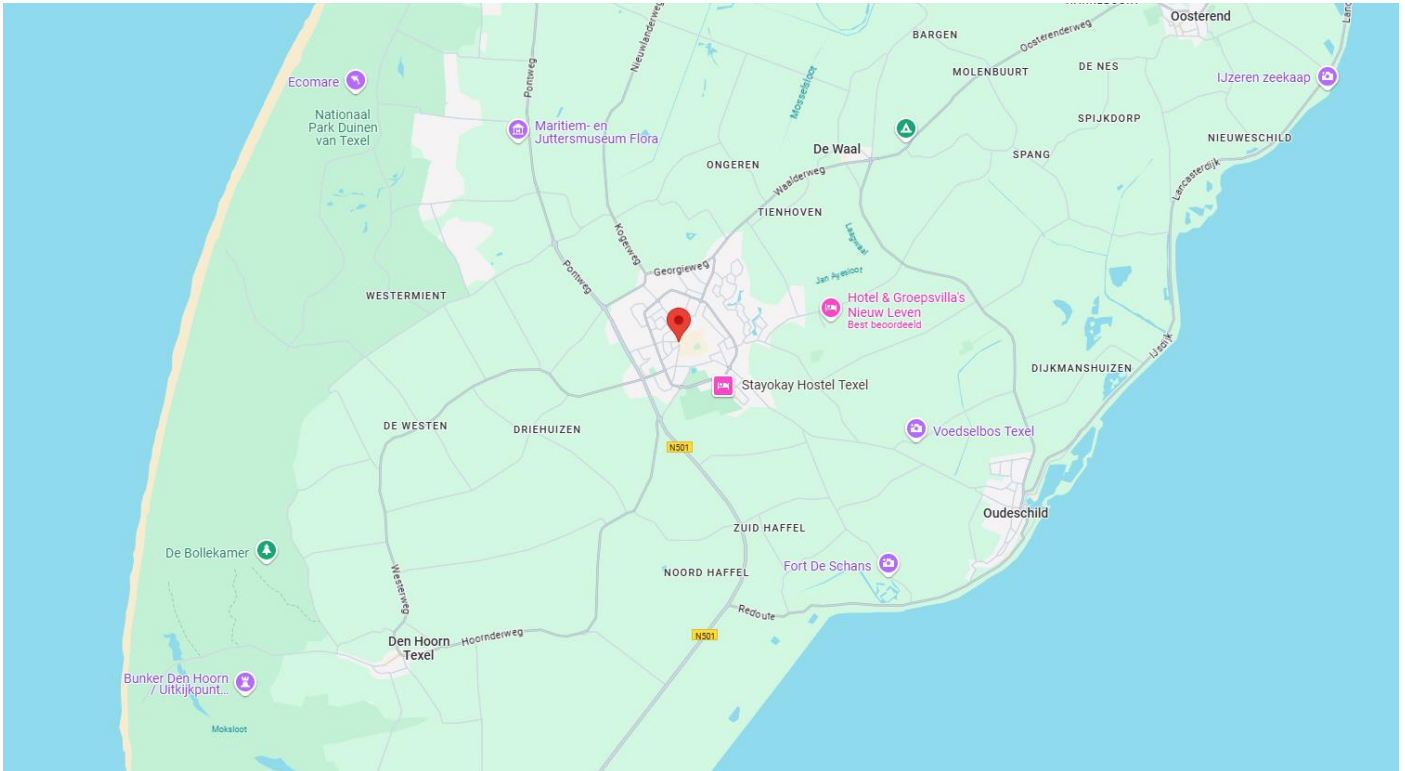 Oosterend
BARGEN
Oosterenderweg
Nieuwlanderweg
Pontweg
MOLENBUURT
DE NES
IJzeren zeekaap
Ecomare
Mosselsloot
Nationaal
Park Duinen
van Texel
SPIJKDORP
Maritiem- en
Juttersmuseum Flora
NIEUWESCHILD
De Waal
SPANG
ONGEREN
Lancasterdijk
Waalderweg
TIENHOVEN
Kogerweg
Laagwaal
Georgieweg
Pontweg
Jan Ayesloot
WESTERMIENT
Hotel & Groepsvilla's
Nieuw Leven
Best beoordeeld
IJsdijk
DIJKMANSHUIZEN
Stayokay Hostel Texel
DE WESTEN
DRIEHUIZEN
Voedselbos Texel
N501
Oudeschild
ZUID HAFFEL
De Bollekamer
Fort De Schans
NOORD HAFFEL
Westerweg
Redoute
N501
Den Hoorn
Texel
Hoornderweg
Bunker Den Hoorn
/ Uitkijkpunt...
Moksloot